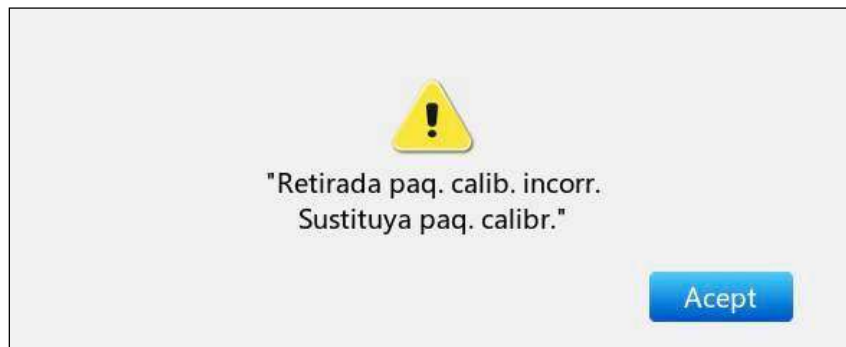 "Retirada paq. calib. incorr.
Sustituya paq. calibr."
Acept